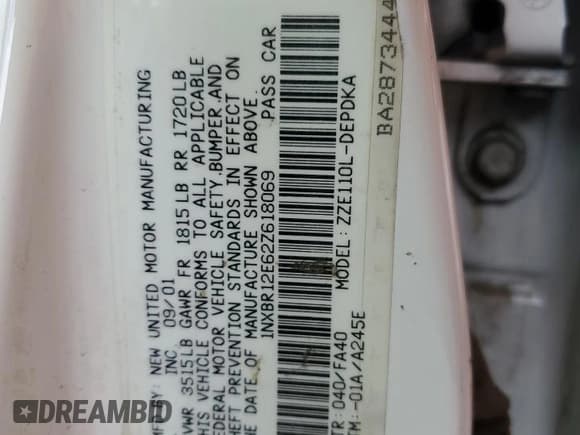 MFD.BY: NEW UNITED MOTOR MANUFACTURING
INC. 09/01
GVWR 3515LB GAWR FR 1815LB RR 1720LB
THIS VEHICLE CONFORMS TO ALL APPLICABLE
FEDERAL MOTOR VEHICLE SAFETY,BUMPER,AND
THEFT PREVENTION STANDARDS IN EFFECT ON
THE DATE OF MANUFACTURE SHOWN ABOVE.
1NXBR12E62Z618069 PASS CAR
MODEL: ZZE110L-DEPDKA
TR:040/FA40
TM:-01A/A245E
BA2873444
DREAMBID